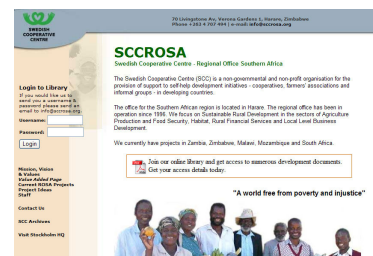 SWEDISH
COOPERATIVE
CENTRE
70 Livingstone Av, Verona Gardens 1, Harare, Zimbabwe
Phone +263 4 707 494 | e-mail info@sccrosa.org
SCCROSA
Swedish Cooperative Centre - Regional Office Southern Africa
The Swedish Cooperative Centre (SCC) is a non-governmental and non-profit organisation for the
provision of support to self-help development initiatives - cooperatives, farmers' associations and
informal groups - in developing countries.
The office for the Southern African region is located in Harare. The regional office has been in
operation since 1996. We focus on Sustainable Rural Development in the sectors of Agriculture
Production and Food Security, Habitat, Rural Financial Services and Local Level Business
Development.
We currently have projects in Zambia, Zimbabwe, Malawi, Mozambique and South Africa.
Join our online library and get access to numerous development documents.
Get your access details today.
"A world free from poverty and injustice"
Login to Library
If you would like us to
send you a username &
password please send an
email to info@sccrosa.org
Username:
Password:
Login
Mission, Vision
& Values
Value Added Page
Current ROSA Projects
Project Ideas
Staff
Contact Us
SCC Archives
Visit Stockholm HQ